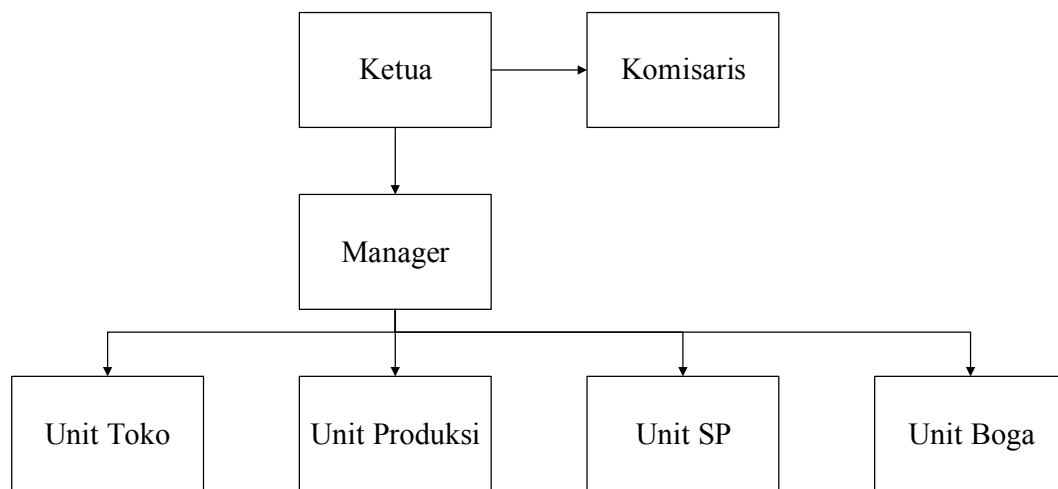 Ketua
Komisaris
Manager
Unit Toko
Unit Produksi
Unit SP
Unit Boga